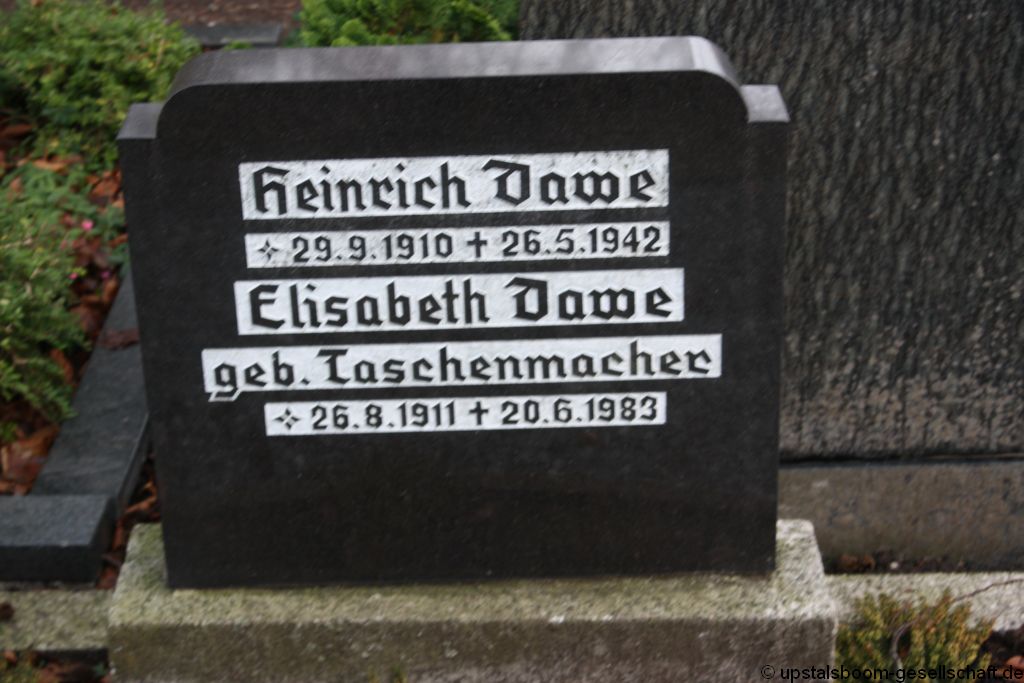 Heinrich Dawe
✧ 29.9.1910 ✝ 26.5.1942
Elisabeth Dawe
geb. Taschenmacher
✧ 26.8.1911 ✝ 20.6.1983
© upstalsboom-gesellschaft.de